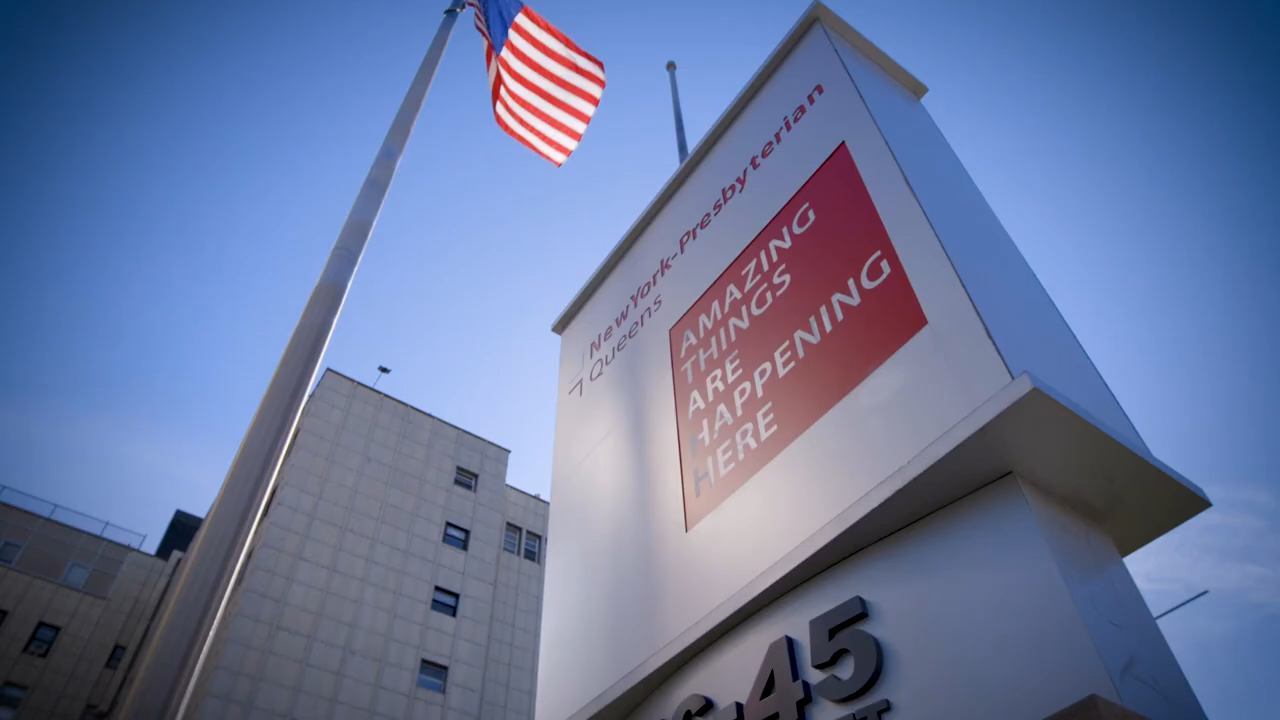 NewYork-Presbyterian
Queens
AMAZING
THINGS
ARE
HAPPENING
HERE
-45